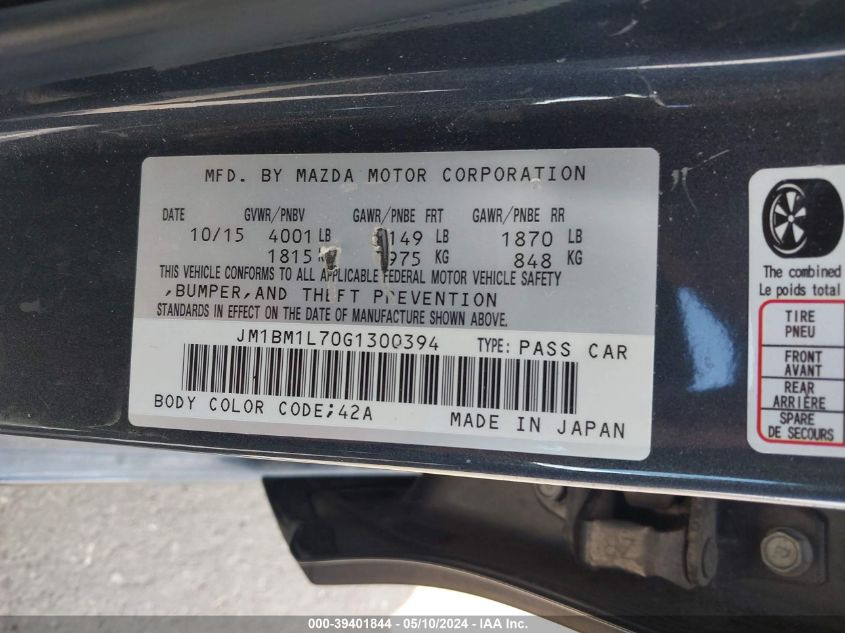 MFD. BY MAZDA MOTOR CORPORATION
DATE GVWR/PNBV GAWR/PNBE FRT GAWR/PNBE RR
10/15 4001 LB 149 LB 1870 LB
1815 975 KG 848 KG
THIS VEHICLE CONFORMS TO ALL APPLICABLE FEDERAL MOTOR VEHICLE SAFETY
,BUMPER,AND THEFT PREVENTION
STANDARDS IN EFFECT ON THE DATE OF MANUFACTURE SHOWN ABOVE.
JM1BM1L70G1300394 TYPE: PASS CAR
BODY COLOR CODE;42A MADE IN JAPAN
The combined
Le poids total
TIRE
PNEU
FRONT
AVANT
REAR
ARRIÈRE
SPARE
DE SECOURS
000-39401844 - 05/10/2024 - IAAI.COM